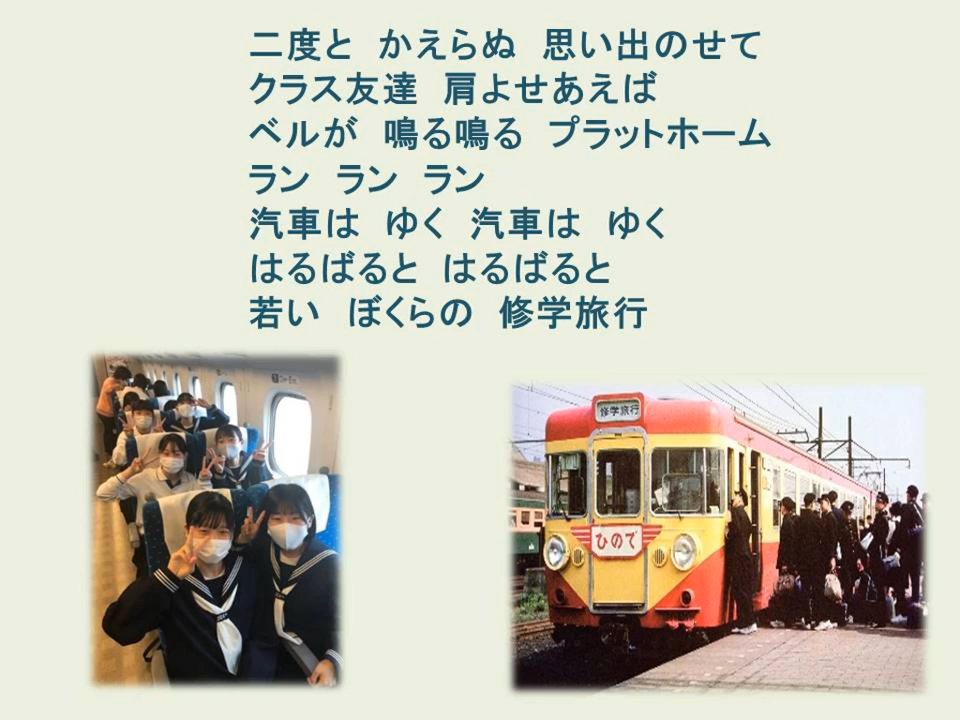 二度と　かえらぬ　思い出のせて
クラス友達　肩よせあえば
ベルが　鳴る鳴る　プラットホーム
ラン　ラン　ラン
汽車は　ゆく　汽車は　ゆく
はるばると　はるばると
若い　ぼくらの　修学旅行
修学旅行
ひので